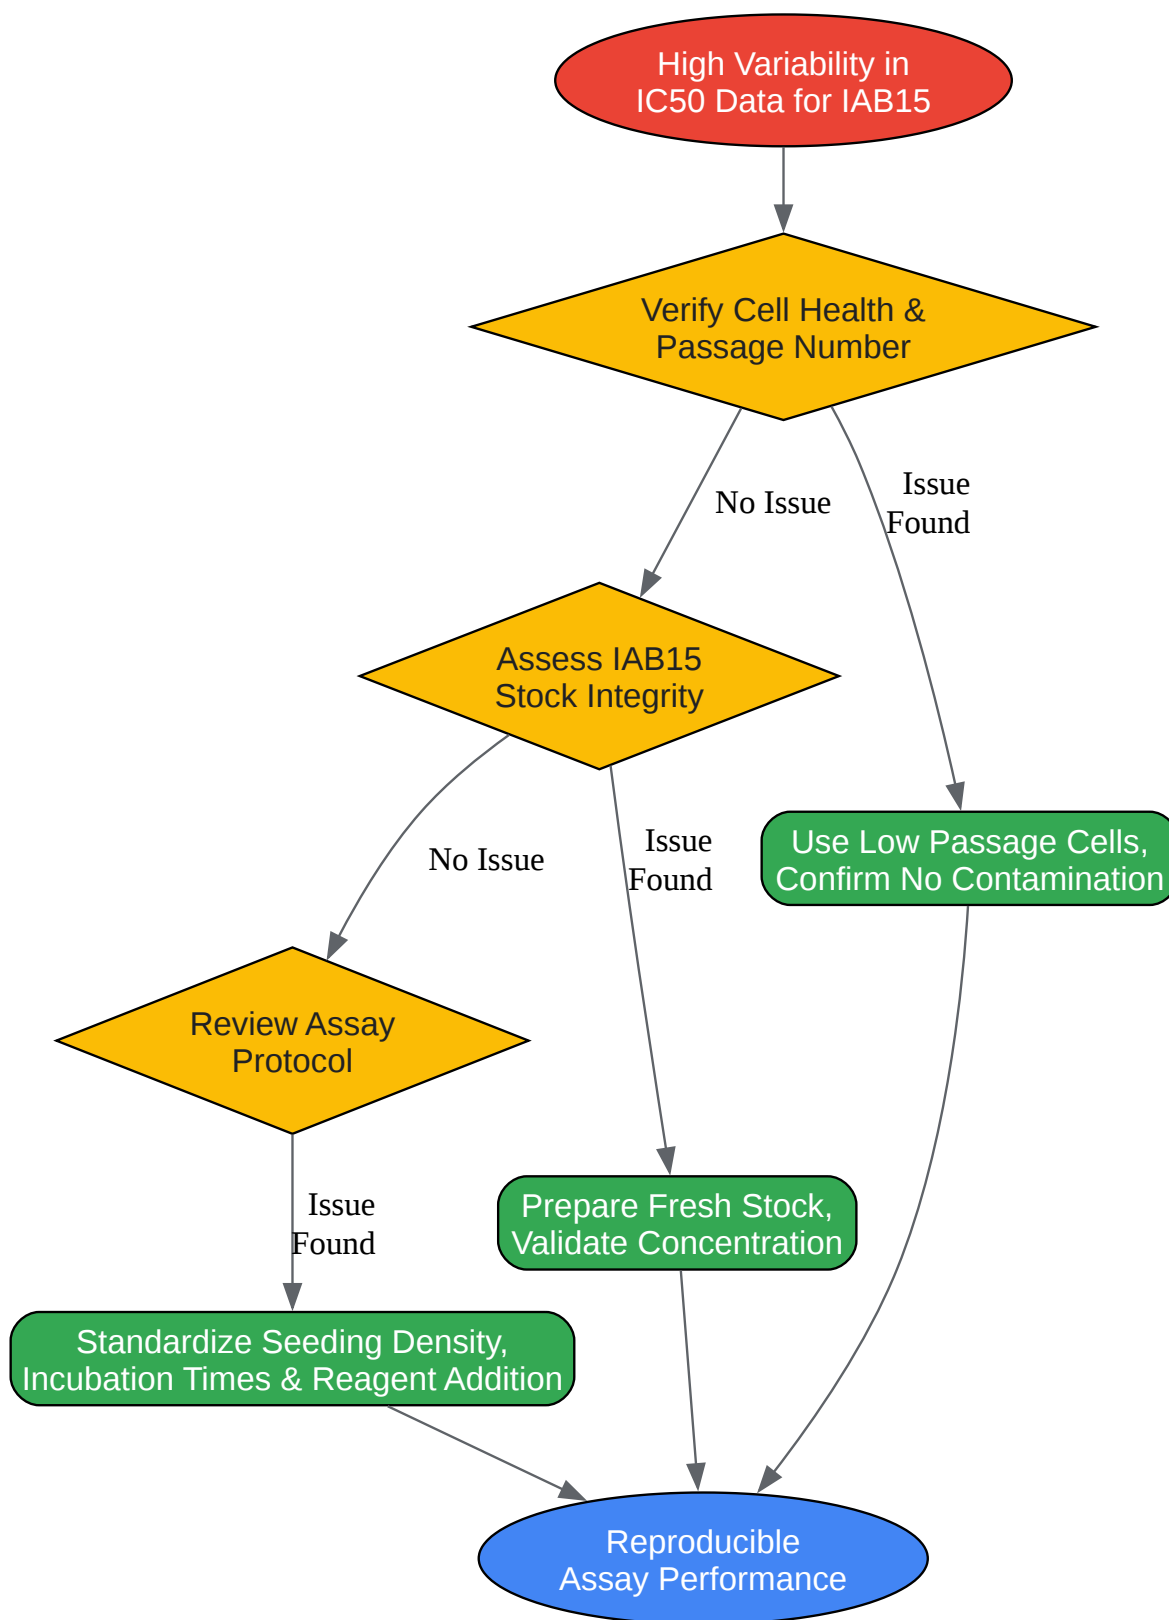 High Variability in
IC50 Data for IAB15
Verify Cell Health &
Passage Number
No Issue
Issue
Found
Assess IAB15
Stock Integrity
No Issue
Issue
Found
Use Low Passage Cells,
Confirm No Contamination
Review Assay
Protocol
Issue
Found
Prepare Fresh Stock,
Validate Concentration
Standardize Seeding Density,
Incubation Times & Reagent Addition
Reproducible
Assay Performance